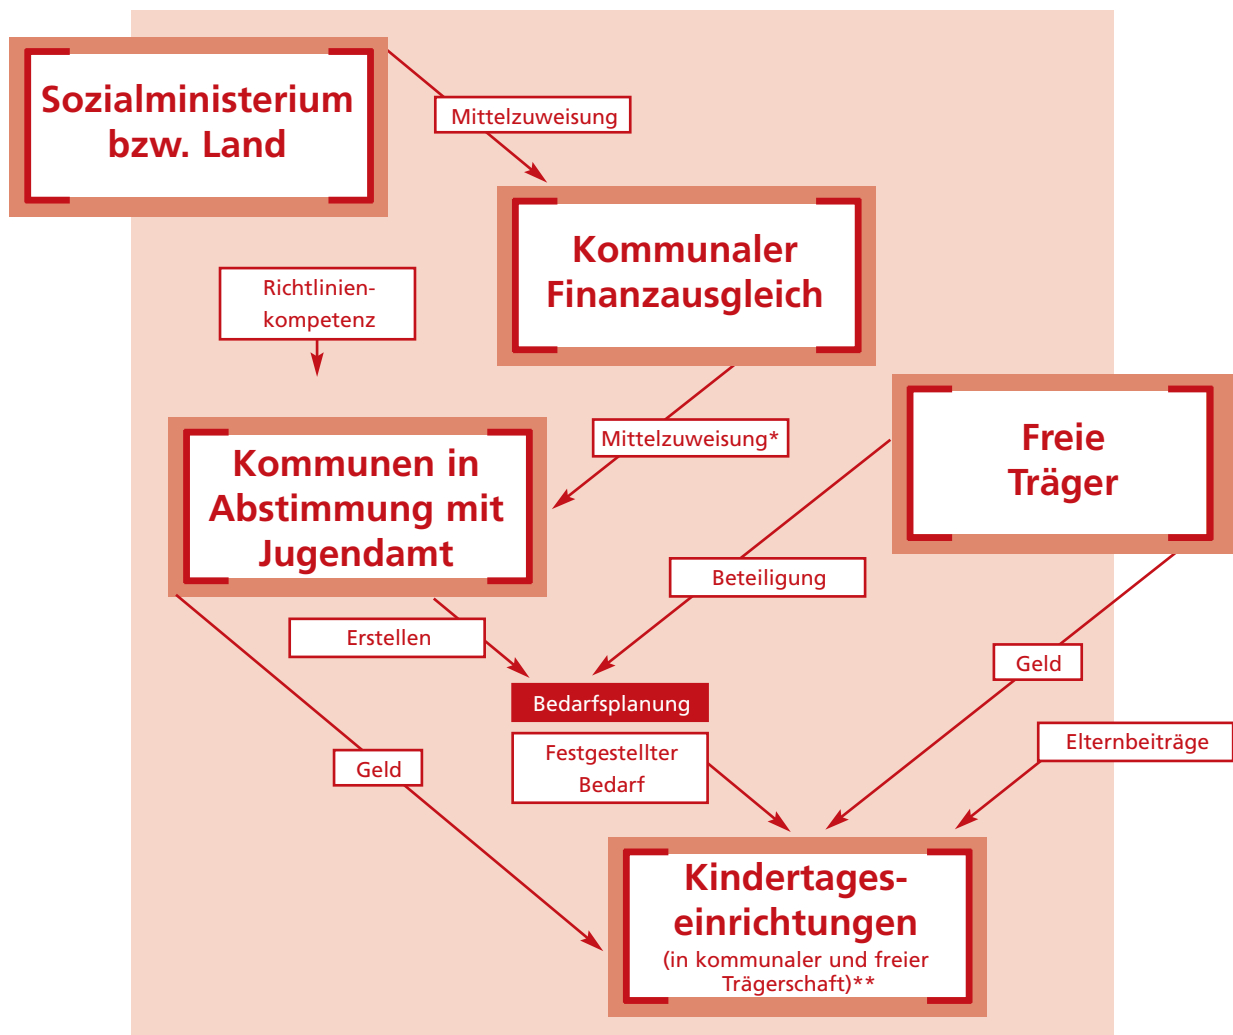 Sozialministerium
bzw. Land
Mittelzuweisung
Kommunaler
Finanzausgleich
Richtlinien-
kompetenz
Mittelzuweisung*
Freie
Träger
Kommunen in
Abstimmung mit
Jugendamt
Beteiligung
Erstellen
Geld
Bedarfsplanung
Elternbeiträge
Festgestellter
Bedarf
Geld
Kindertages-
einrichtungen
(in kommunaler und freier
Trägerschaft)**